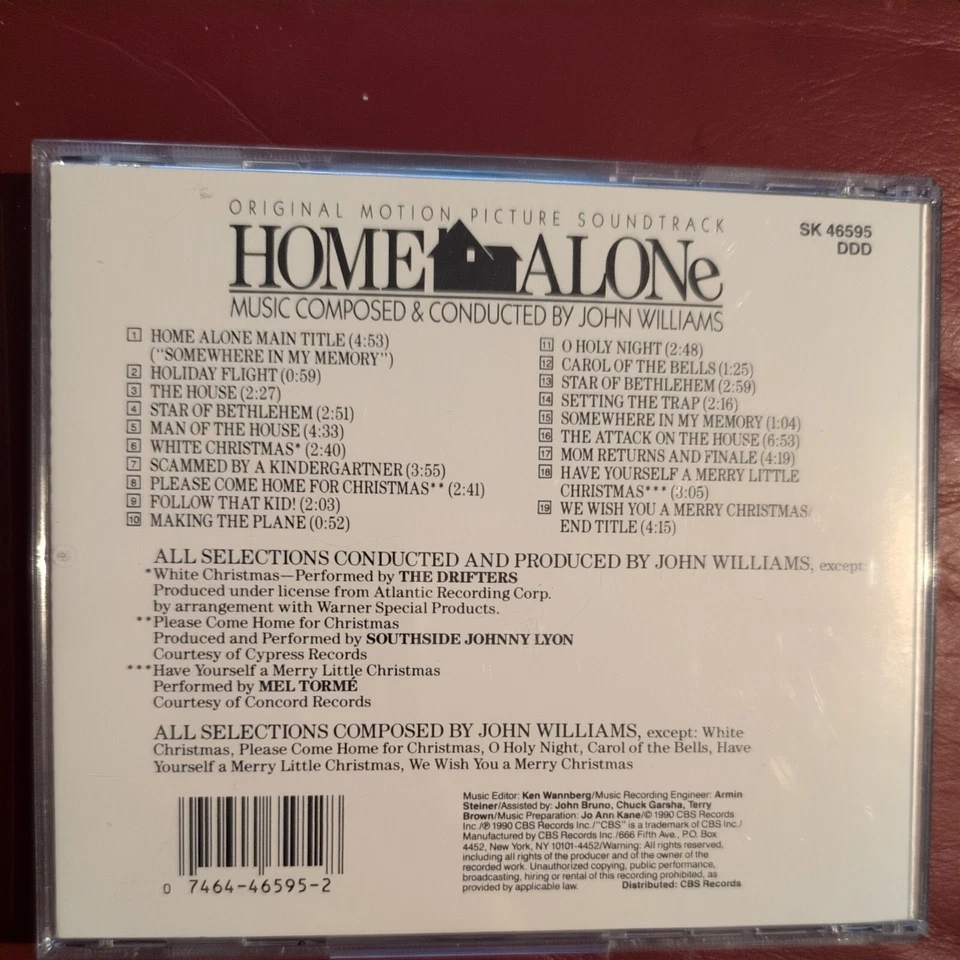 ORIGINAL MOTION PICTURE SOUNDTRACK
HOME ALONe
MUSIC COMPOSED & CONDUCTED BY JOHN WILLIAMS
SK 46595
DDD
1 HOME ALONE MAIN TITLE (4:53)
("SOMEWHERE IN MY MEMORY")
2 HOLIDAY FLIGHT (0:59)
3 THE HOUSE (2:27)
4 STAR OF BETHLEHEM (2:51)
5 MAN OF THE HOUSE (4:33)
6 WHITE CHRISTMAS* (2:40)
7 SCAMMED BY A KINDERGARTNER (3:55)
8 PLEASE COME HOME FOR CHRISTMAS** (2:41)
9 FOLLOW THAT KID! (2:03)
10 MAKING THE PLANE (0:52)
11 O HOLY NIGHT (2:48)
12 CAROL OF THE BELLS (1:25)
13 STAR OF BETHLEHEM (2:59)
14 SETTING THE TRAP (2:16)
15 SOMEWHERE IN MY MEMORY (1:04)
16 THE ATTACK ON THE HOUSE (6:53)
17 MOM RETURNS AND FINALE (4:19)
18 HAVE YOURSELF A MERRY LITTLE
CHRISTMAS*** (3:05)
19 WE WISH YOU A MERRY CHRISTMAS/
END TITLE (4:15)
ALL SELECTIONS CONDUCTED AND PRODUCED BY JOHN WILLIAMS, except:
*White Christmas—Performed by THE DRIFTERS
Produced under license from Atlantic Recording Corp.
by arrangement with Warner Special Products.
**Please Come Home for Christmas
Produced and Performed by SOUTHSIDE JOHNNY LYON
Courtesy of Cypress Records
***Have Yourself a Merry Little Christmas
Performed by MEL TORMÉ
Courtesy of Concord Records
ALL SELECTIONS COMPOSED BY JOHN WILLIAMS, except: White
Christmas, Please Come Home for Christmas, O Holy Night, Carol of the Bells, Have
Yourself a Merry Little Christmas, We Wish You a Merry Christmas
Music Editor: Ken Wannberg/Music Recording Engineer: Armin
Steiner/Assisted by: John Bruno, Chuck Garsha, Terry
Brown/Music Preparation: Jo Ann Kane/© 1990 CBS Records
Inc./℗ 1990 CBS Records Inc./"CBS" is a trademark of CBS Inc./
Manufactured by CBS Records Inc./666 Fifth Ave., P.O. Box
4452, New York, NY 10101-4452/Warning: All rights reserved,
including all rights of the producer and of the owner of the
recorded work. Unauthorized copying, public performance,
broadcasting, hiring or rental of this recording prohibited, as
provided by applicable law. Distributed: CBS Records
0 7464-46595-2